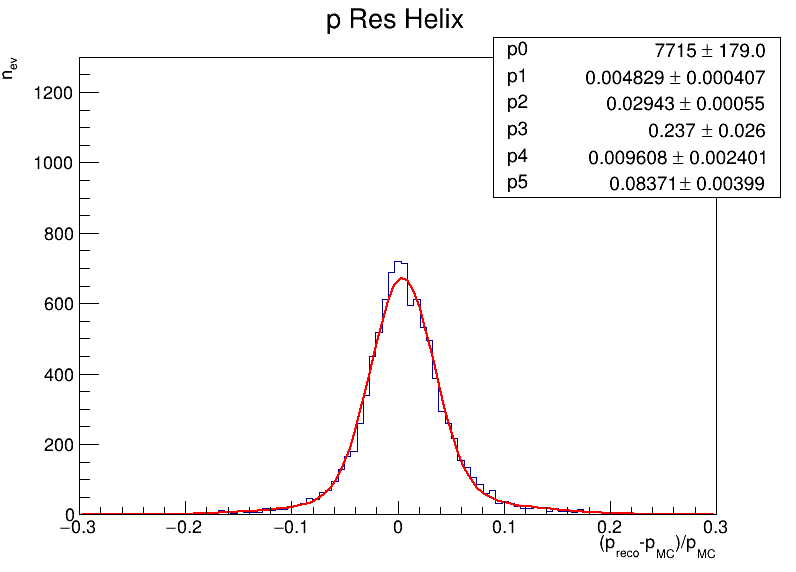 p Res Helix
p0 7715 ± 179.0
p1 0.004829 ± 0.000407
p2 0.02943 ± 0.00055
p3 0.237 ± 0.026
p4 0.009608 ± 0.002401
p5 0.08371 ± 0.00399
n_ev
1200
1000
800
600
400
200
0
−0.3 −0.2 −0.1 0 0.1 0.2 0.3
(p_reco-p_MC)/p_MC